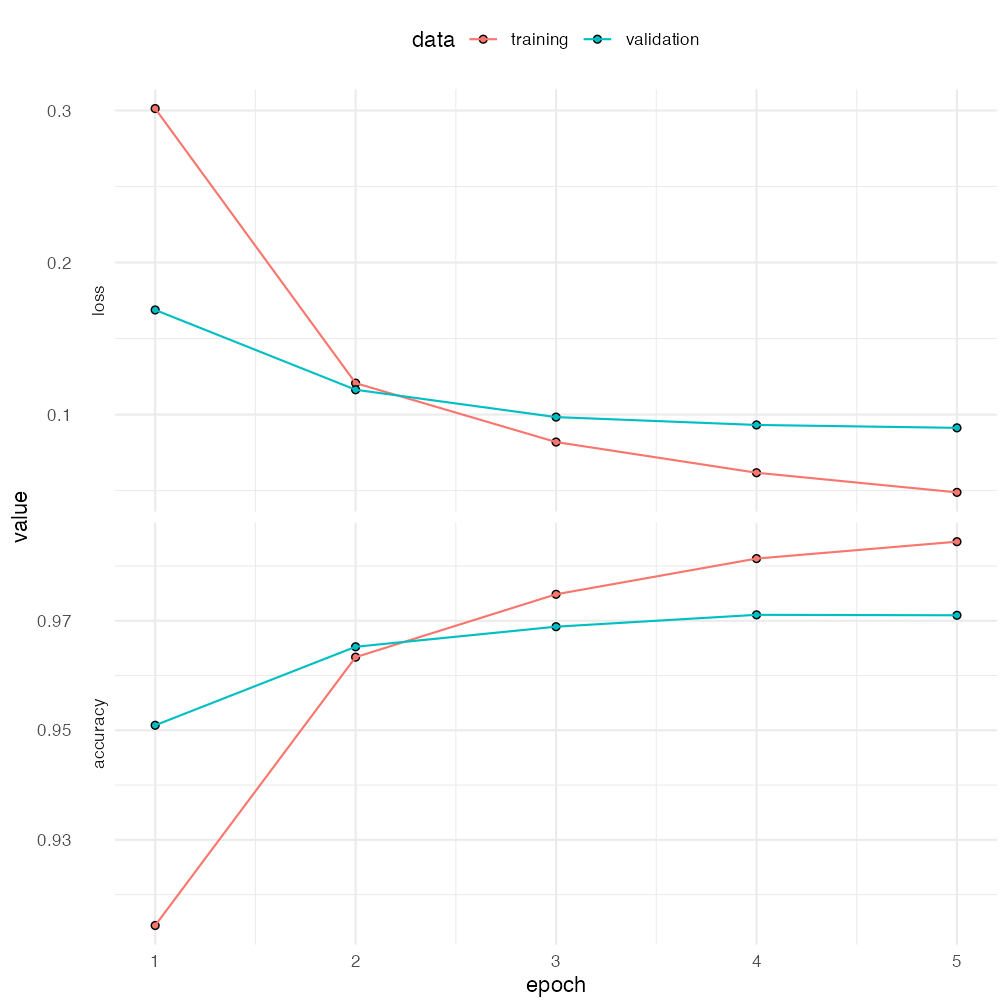 data training validation
0.3
0.2
0.1
loss
value
0.97
0.95
0.93
accuracy
1 2 3 4 5
epoch